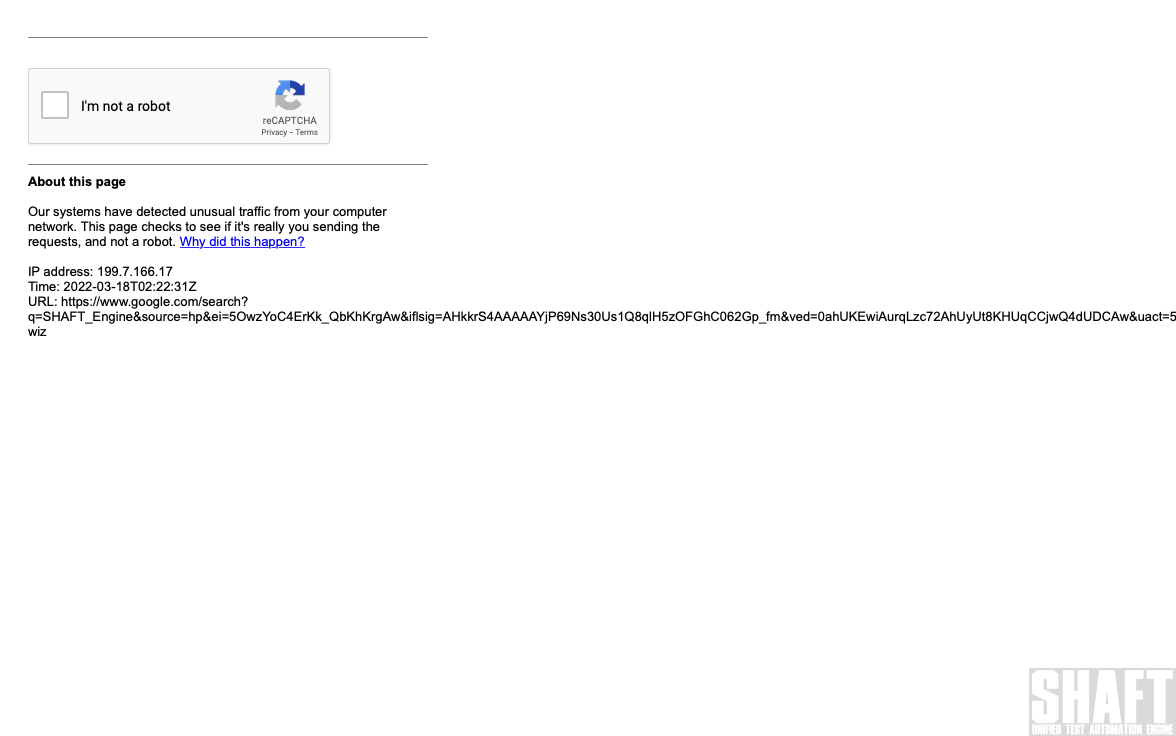 I'm not a robot
reCAPTCHA
Privacy - Terms
About this page
Our systems have detected unusual traffic from your computer
network. This page checks to see if it's really you sending the
requests, and not a robot. Why did this happen?
IP address: 199.7.166.17
Time: 2022-03-18T02:22:31Z
URL: https://www.google.com/search?
q=SHAFT_Engine&source=hp&ei=5OwzYoC4ErKk_QbKhKrgAw&iflsig=AHkkrS4AAAAAYjP69Ns30Us1Q8qlH5zOFGhC062Gp_fm&ved=0ahUKEwiAurqLzc72AhUyUt8KHUqCCjwQ4dUDCAw&uact=5
wiz
SHAFT
UNIFIED TEST AUTOMATION ENGINE